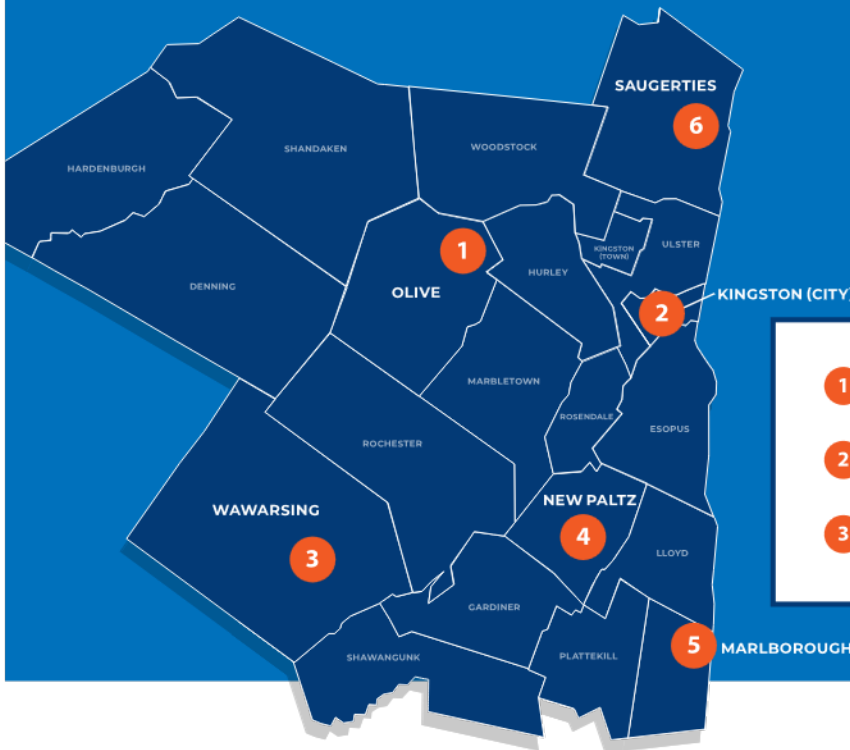 SAUGERTIES
6
SHANDAKEN
WOODSTOCK
HARDENBURGH
KINGSTON
(TOWN)
ULSTER
1
HURLEY
DENNING
OLIVE
KINGSTON (CITY)
2
MARBLETOWN
1
ROSENDALE
ESOPUS
ROCHESTER
2
WAWARSING
NEW PALTZ
3
4
3
LLOYD
GARDINER
5
MARLBOROUGH
SHAWANGUNK
PLATTEKILL